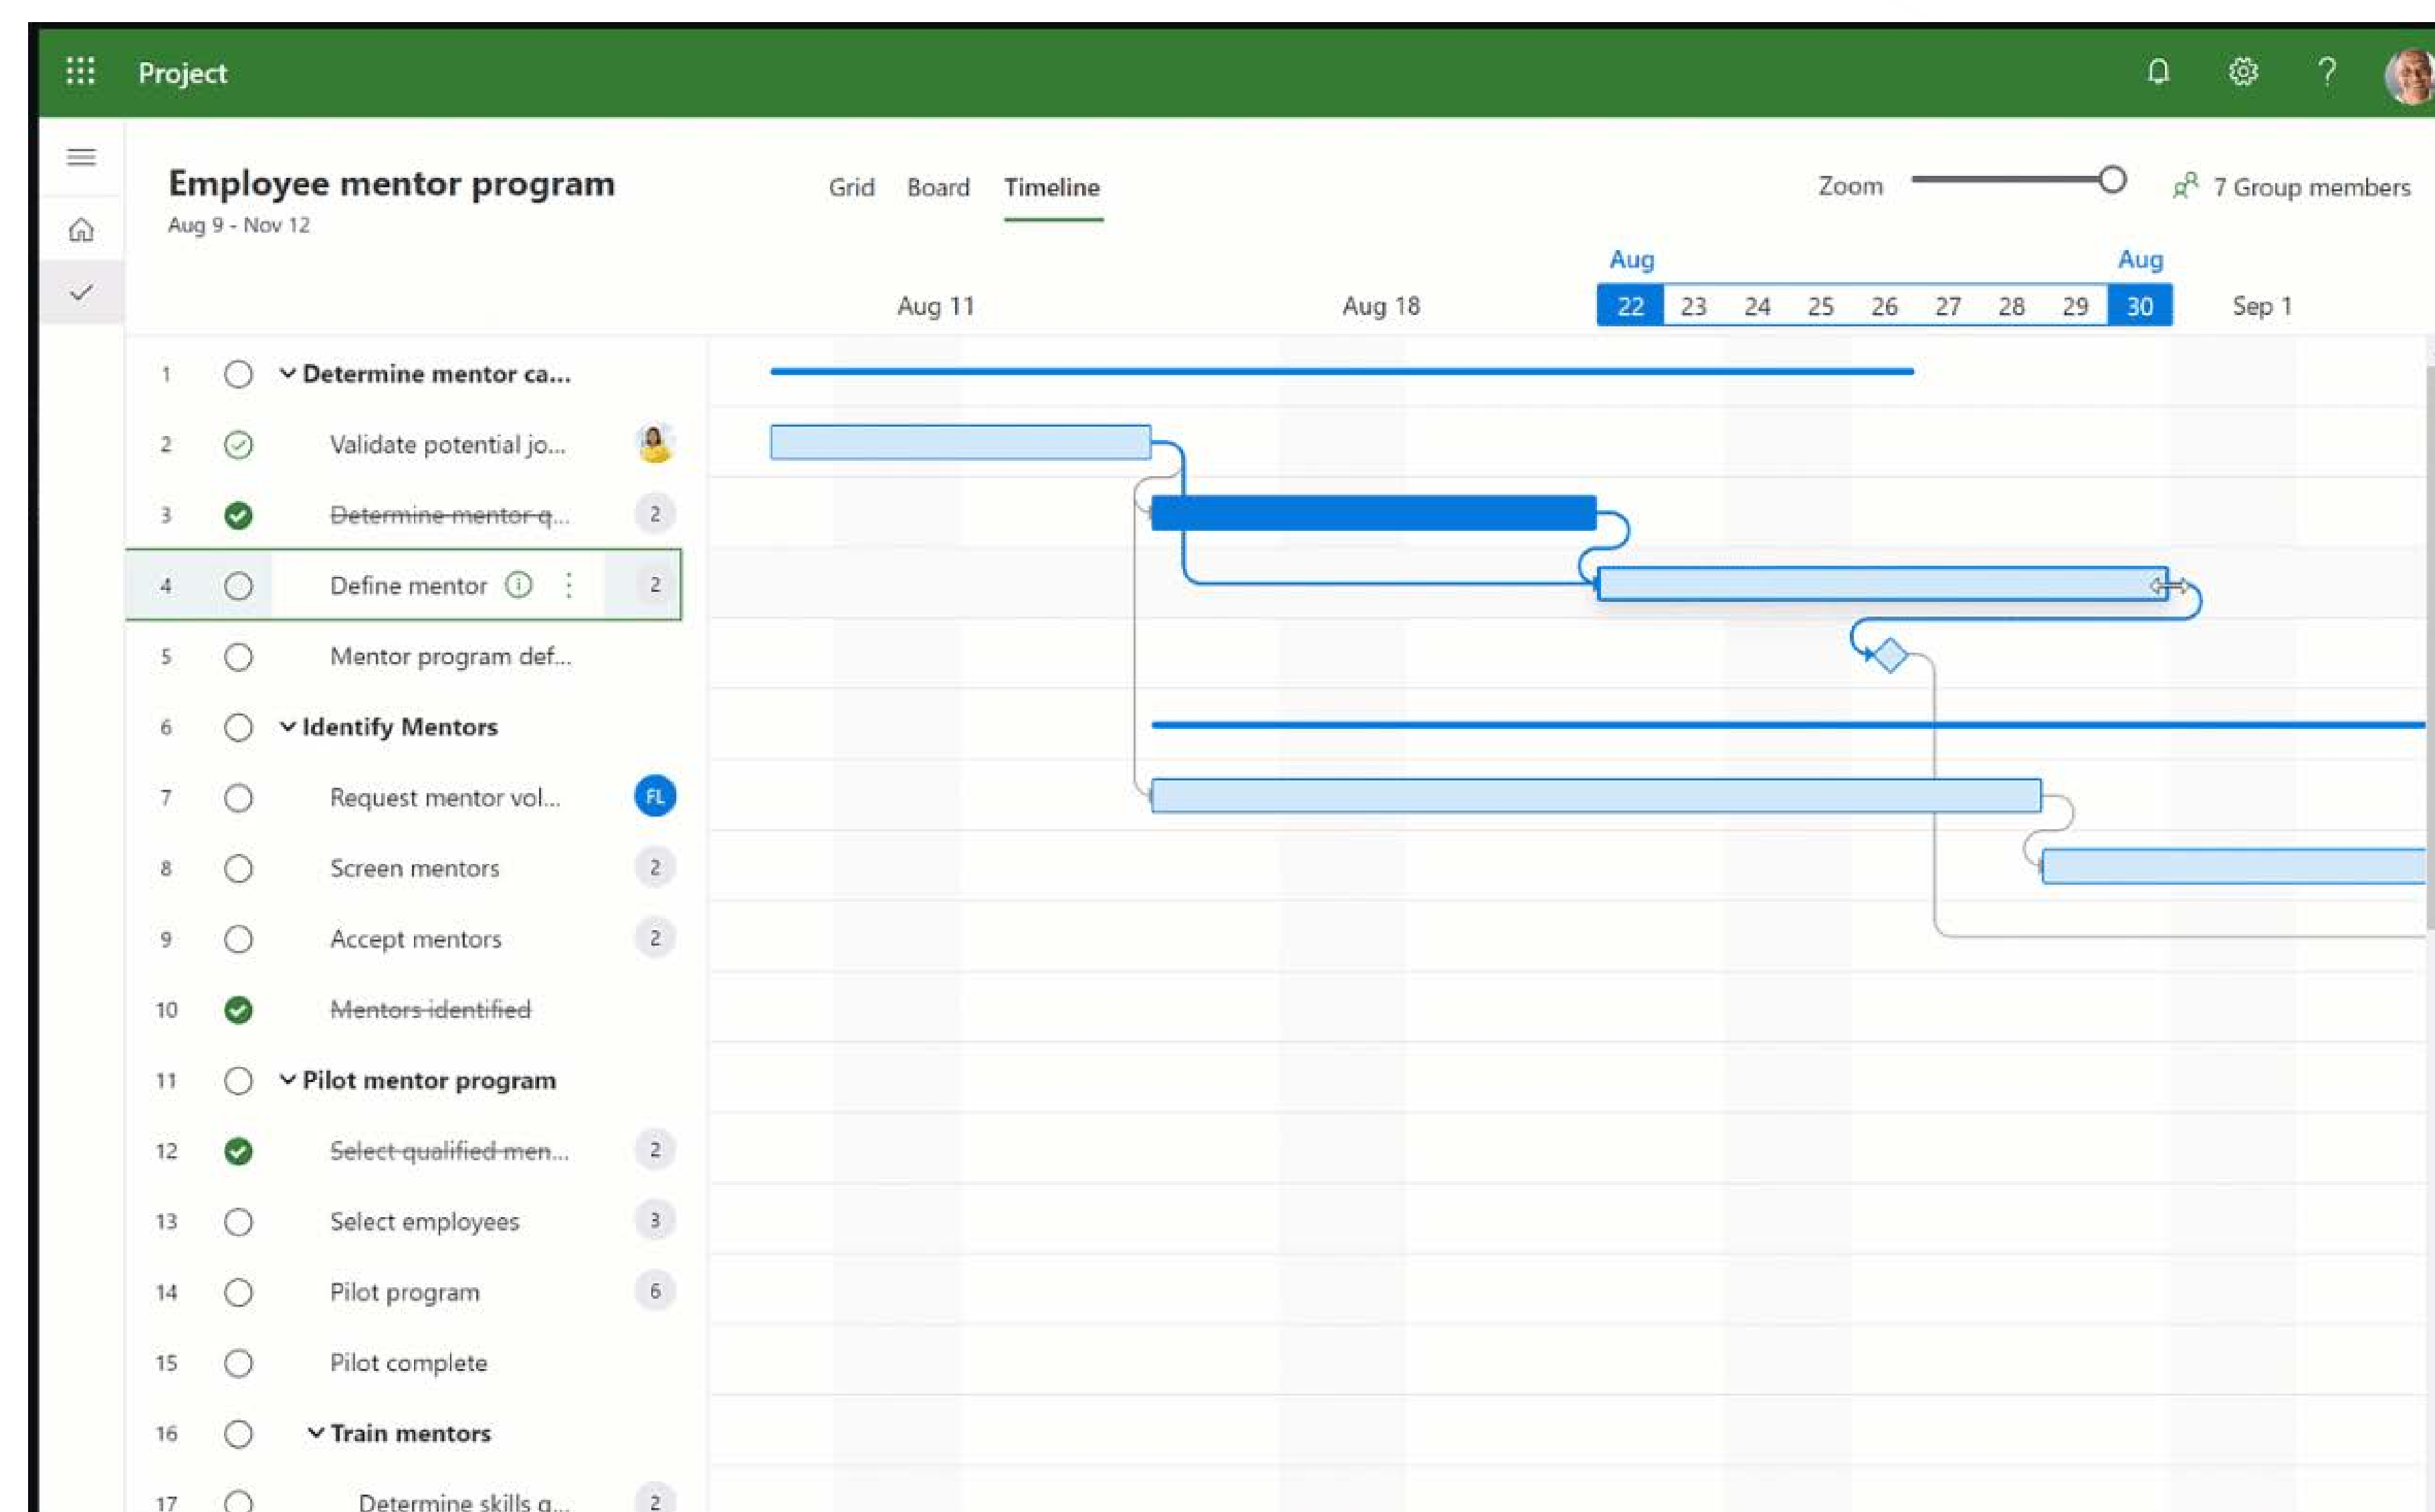 Project
Employee mentor program
Grid Board Timeline
Zoom
7 Group members
Aug 9 - Nov 12
Aug Aug
Aug 11 Aug 18 22 23 24 25 26 27 28 29 30 Sep 1
1 Determine mentor ca...
2 Validate potential jo...
3 Determine mentor q... 2
4 Define mentor 2
5 Mentor program def...
6 Identify Mentors
7 Request mentor vol... FL
8 Screen mentors 2
9 Accept mentors 2
10 Mentors identified
11 Pilot mentor program
12 Select qualified men... 2
13 Select employees 3
14 Pilot program 6
15 Pilot complete
16 Train mentors
17 Determine skills q... 2